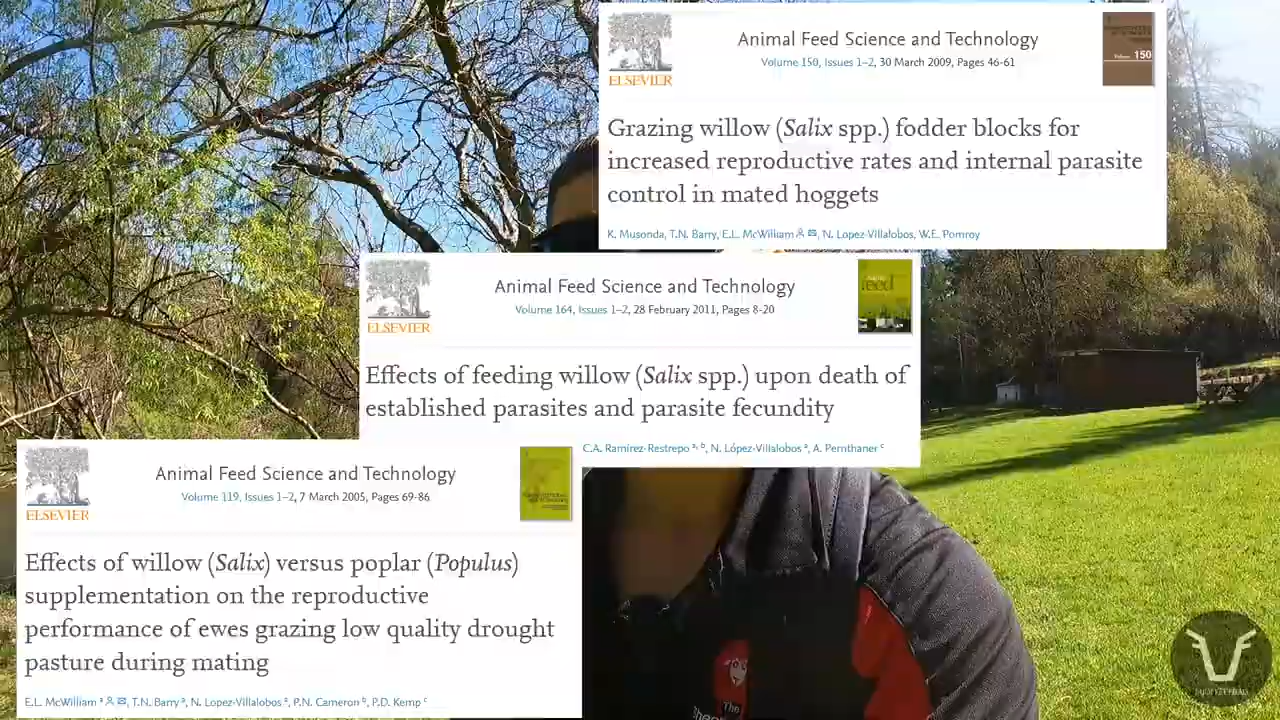 ELSEVIER
Animal Feed Science and Technology
Volume 150, Issues 1–2, 30 March 2009, Pages 46-61
Volume 150
Grazing willow (Salix spp.) fodder blocks for
increased reproductive rates and internal parasite
control in mated hoggets
K. Musonda, T.N. Barry, E.L. McWilliam, N. Lopez-Villalobos, W.E. Pomroy
ELSEVIER
Animal Feed Science and Technology
Volume 164, Issues 1–2, 28 February 2011, Pages 8-20
feed
Effects of feeding willow (Salix spp.) upon death of
established parasites and parasite fecundity
C.A. Ramírez-Restrepo a, b, N. López-Villalobos a, A. Pernthaner c
ELSEVIER
Animal Feed Science and Technology
Volume 119, Issues 1–2, 7 March 2005, Pages 69-86
Effects of willow (Salix) versus poplar (Populus)
supplementation on the reproductive
performance of ewes grazing low quality drought
pasture during mating
E.L. McWilliam a, T.N. Barry a, N. Lopez-Villalobos a, P.N. Cameron b, P.D. Kemp c
The